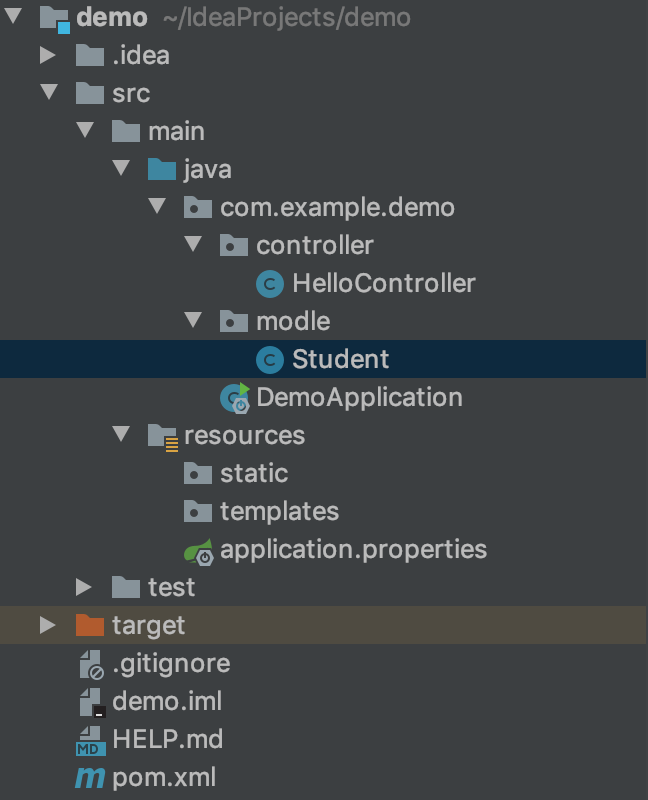 demo ~/IdeaProjects/demo
.idea
src
main
java
com.example.demo
controller
C HelloController
modle
C Student
C DemoApplication
resources
static
templates
application.properties
test
target
.gitignore
demo.iml
MD HELP.md
m pom.xml